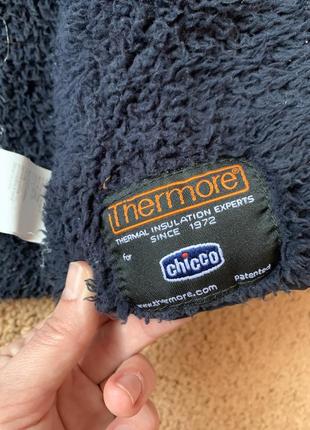 Thermore®
THERMAL INSULATION EXPERTS
SINCE 1972
for
chicco
www.thermore.com
Patented